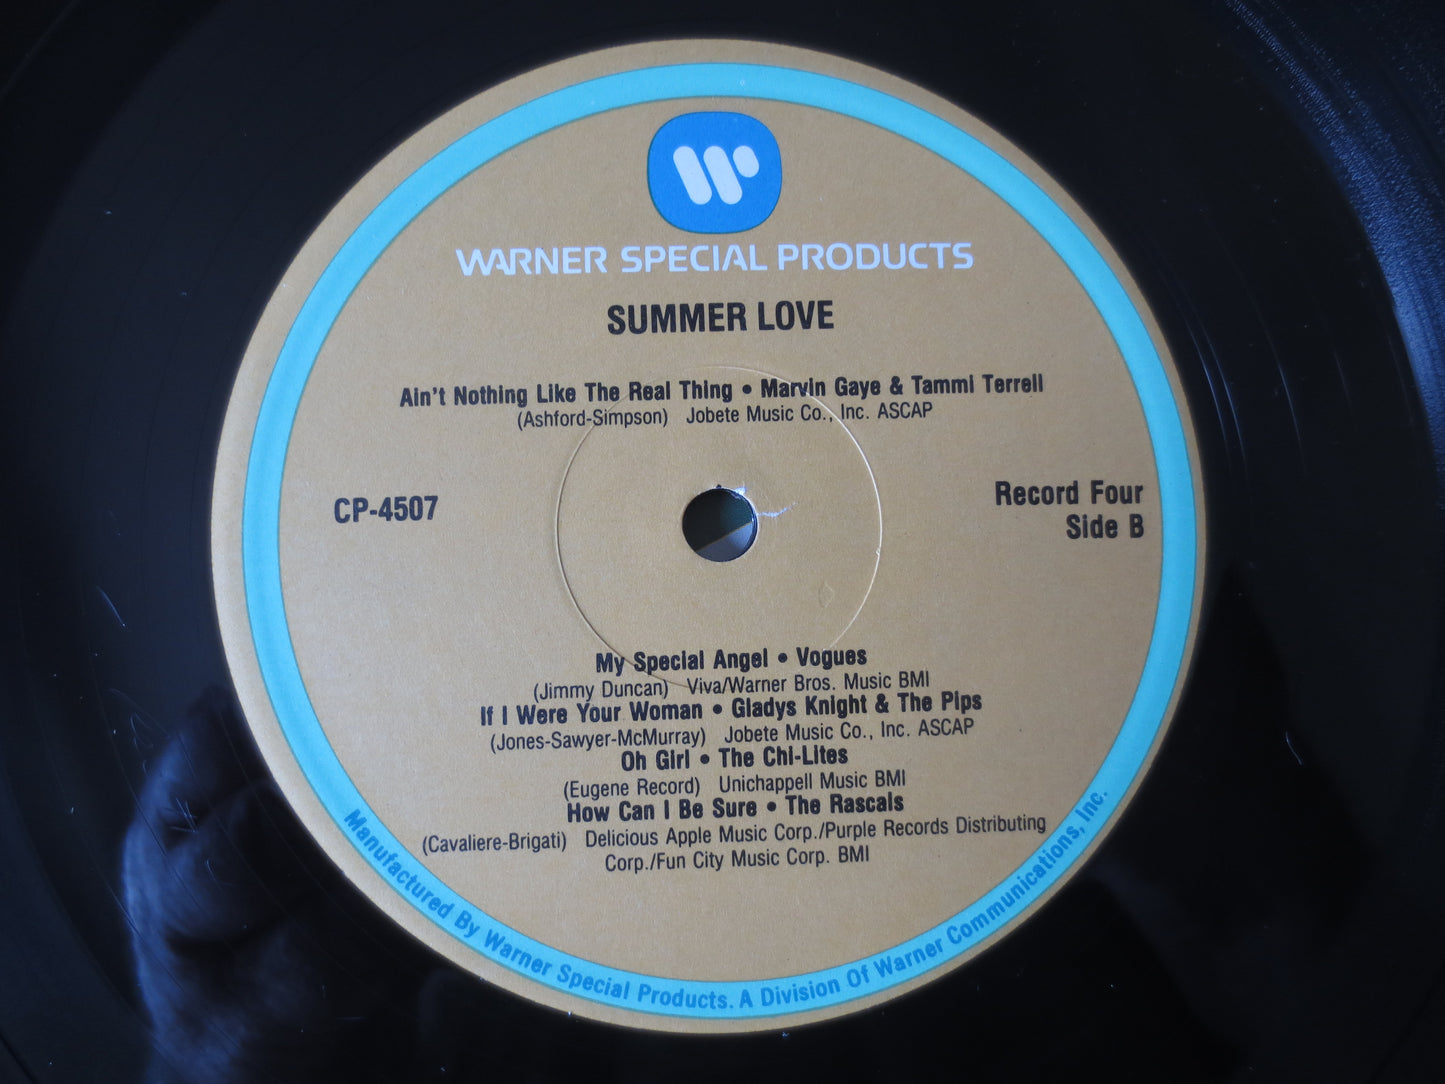 WARNER SPECIAL PRODUCTS
SUMMER LOVE
Ain't Nothing Like The Real Thing • Marvin Gaye & Tammi Terrell
(Ashford-Simpson) Jobete Music Co., Inc. ASCAP
CP-4507
Record Four
Side B
My Special Angel • Vogues
(Jimmy Duncan) Viva/Warner Bros. Music BMI
If I Were Your Woman • Gladys Knight & The Pips
(Jones-Sawyer-McMurray) Jobete Music Co., Inc. ASCAP
Oh Girl • The Chi-Lites
(Eugene Record) Unichappell Music BMI
How Can I Be Sure • The Rascals
(Cavaliere-Brigati) Delicious Apple Music Corp./Purple Records Distributing
Corp./Fun City Music Corp. BMI
Manufactured By Warner Special Products. A Division Of Warner Communications, Inc.